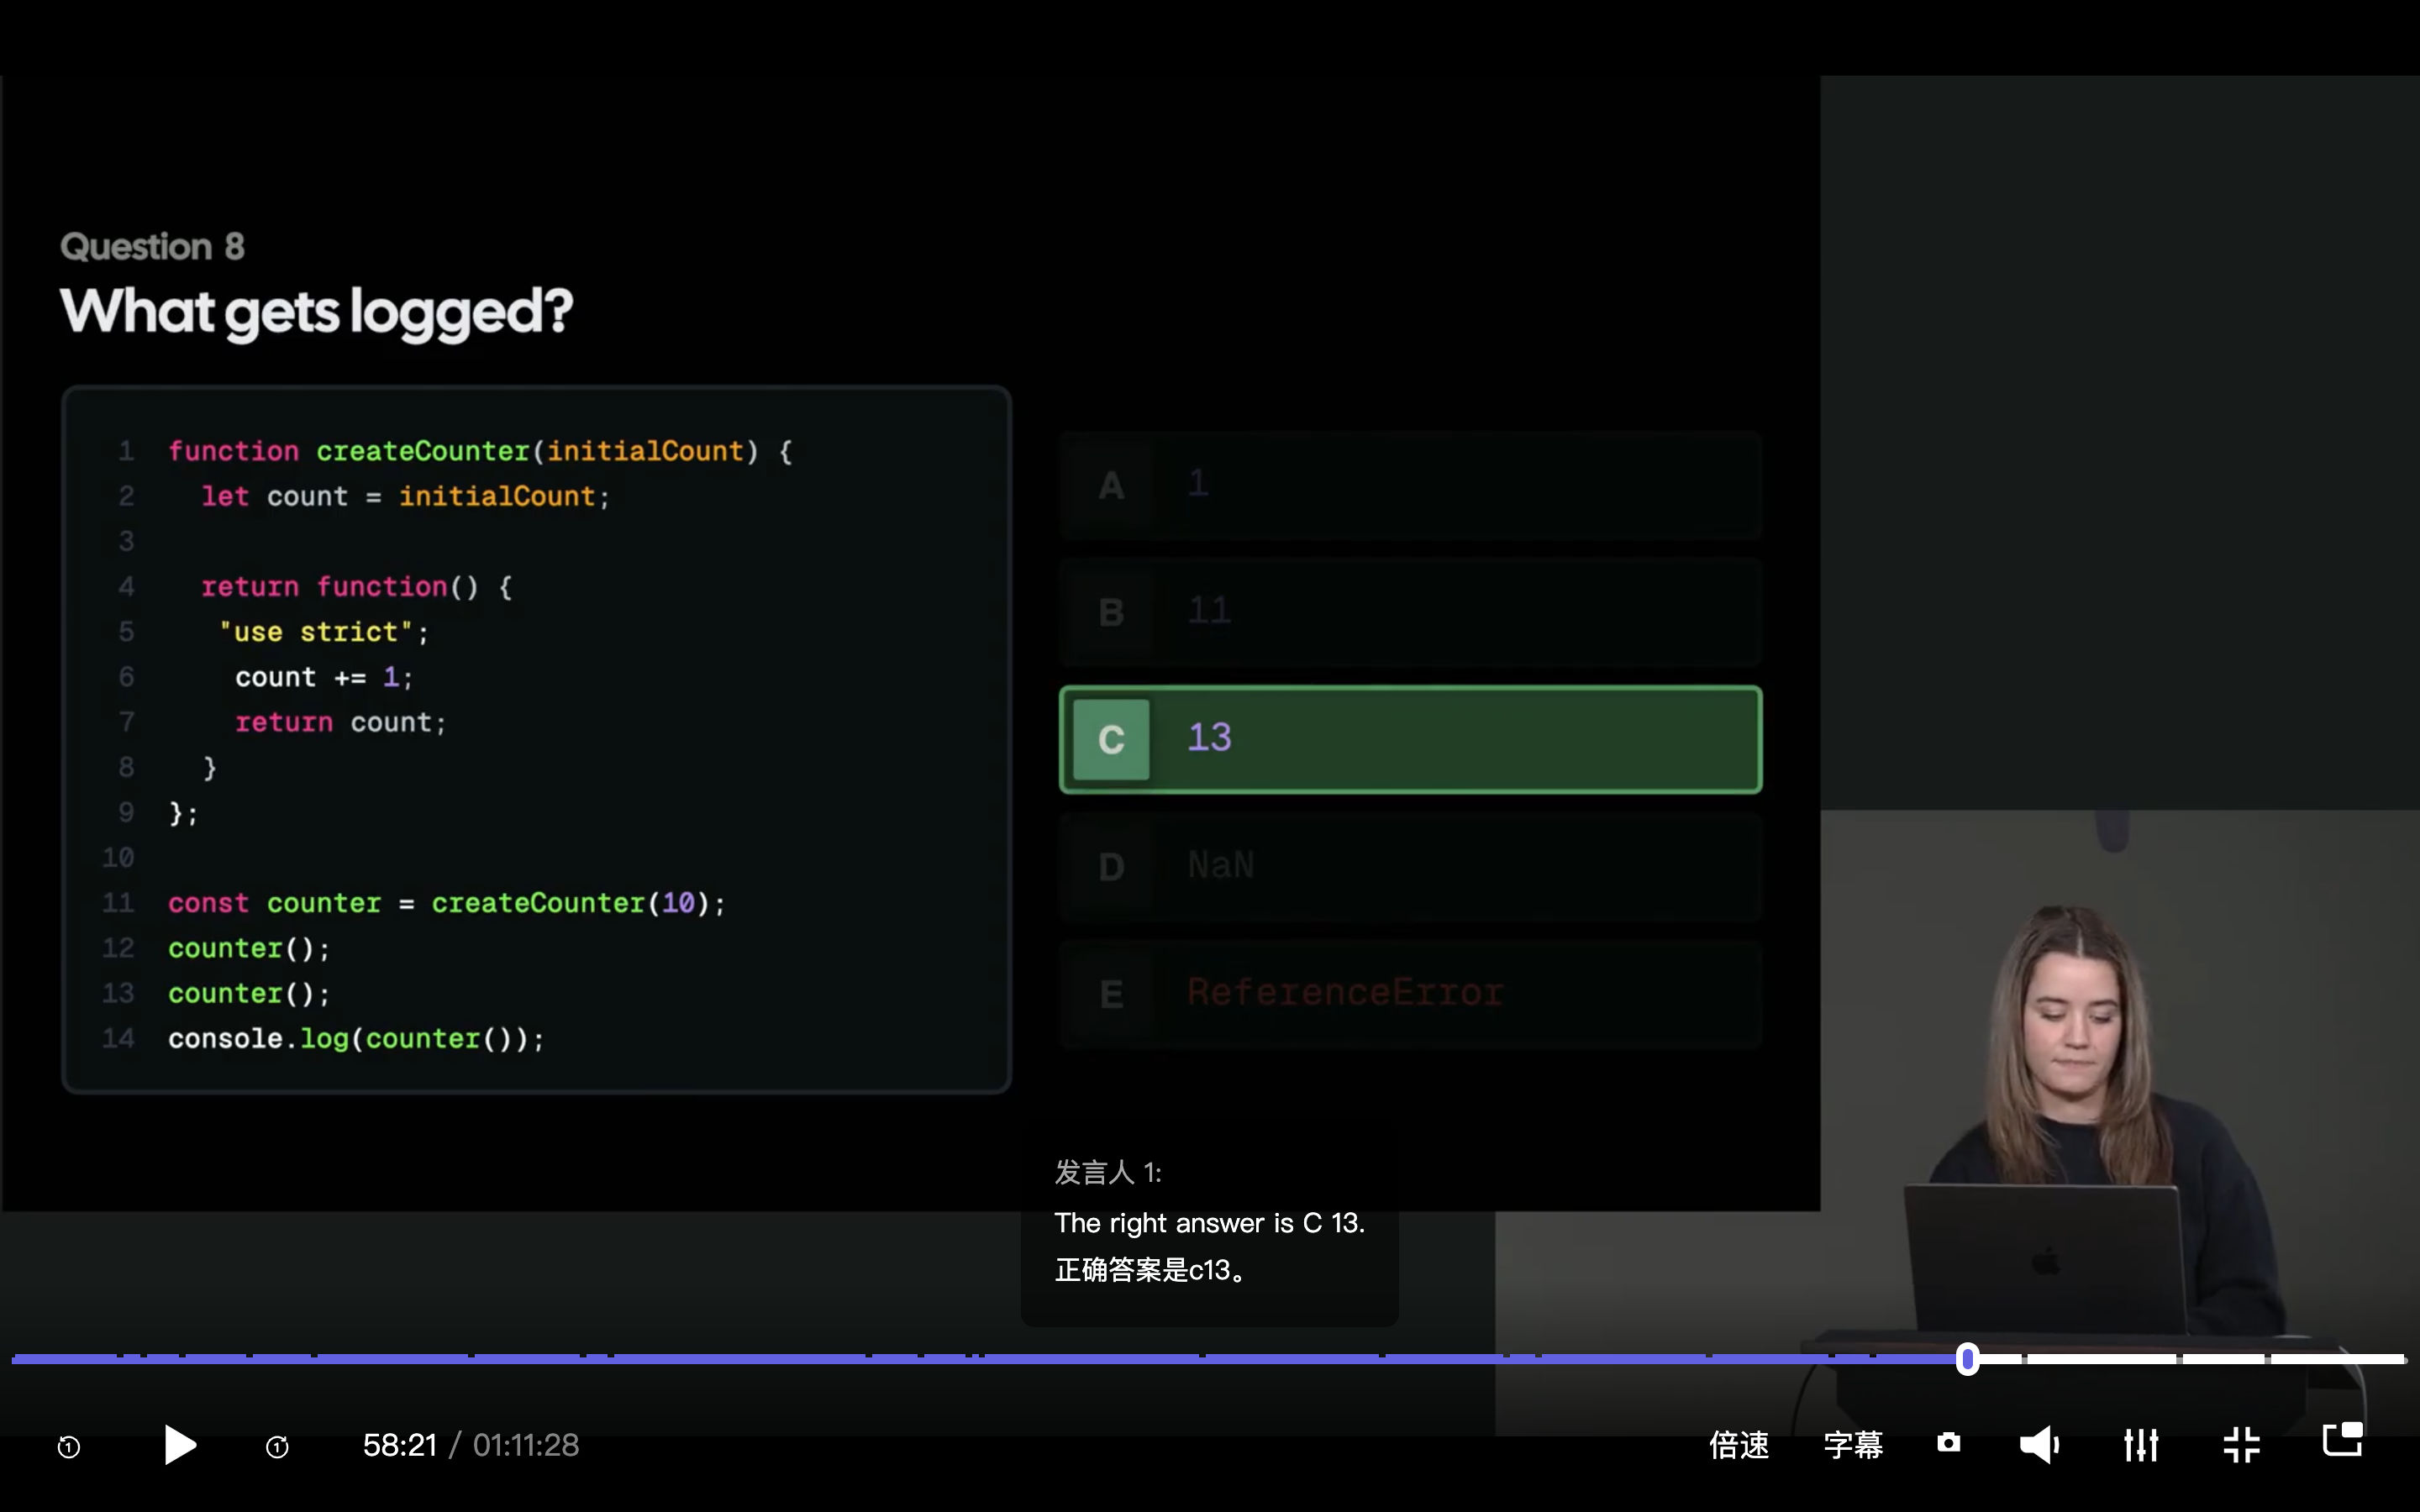 Question 8
What gets logged?
1 function createCounter(initialCount) {
2 let count = initialCount;
3
4 return function() {
5 "use strict";
6 count += 1;
7 return count;
8 }
9 };
10
11 const counter = createCounter(10);
12 counter();
13 counter();
14 console.log(counter());
A 1
B 11
C 13
D NaN
E ReferenceError
发言人 1:
The right answer is C 13.
正确答案是c13。
1
1
58:21 / 01:11:28
倍速
字幕